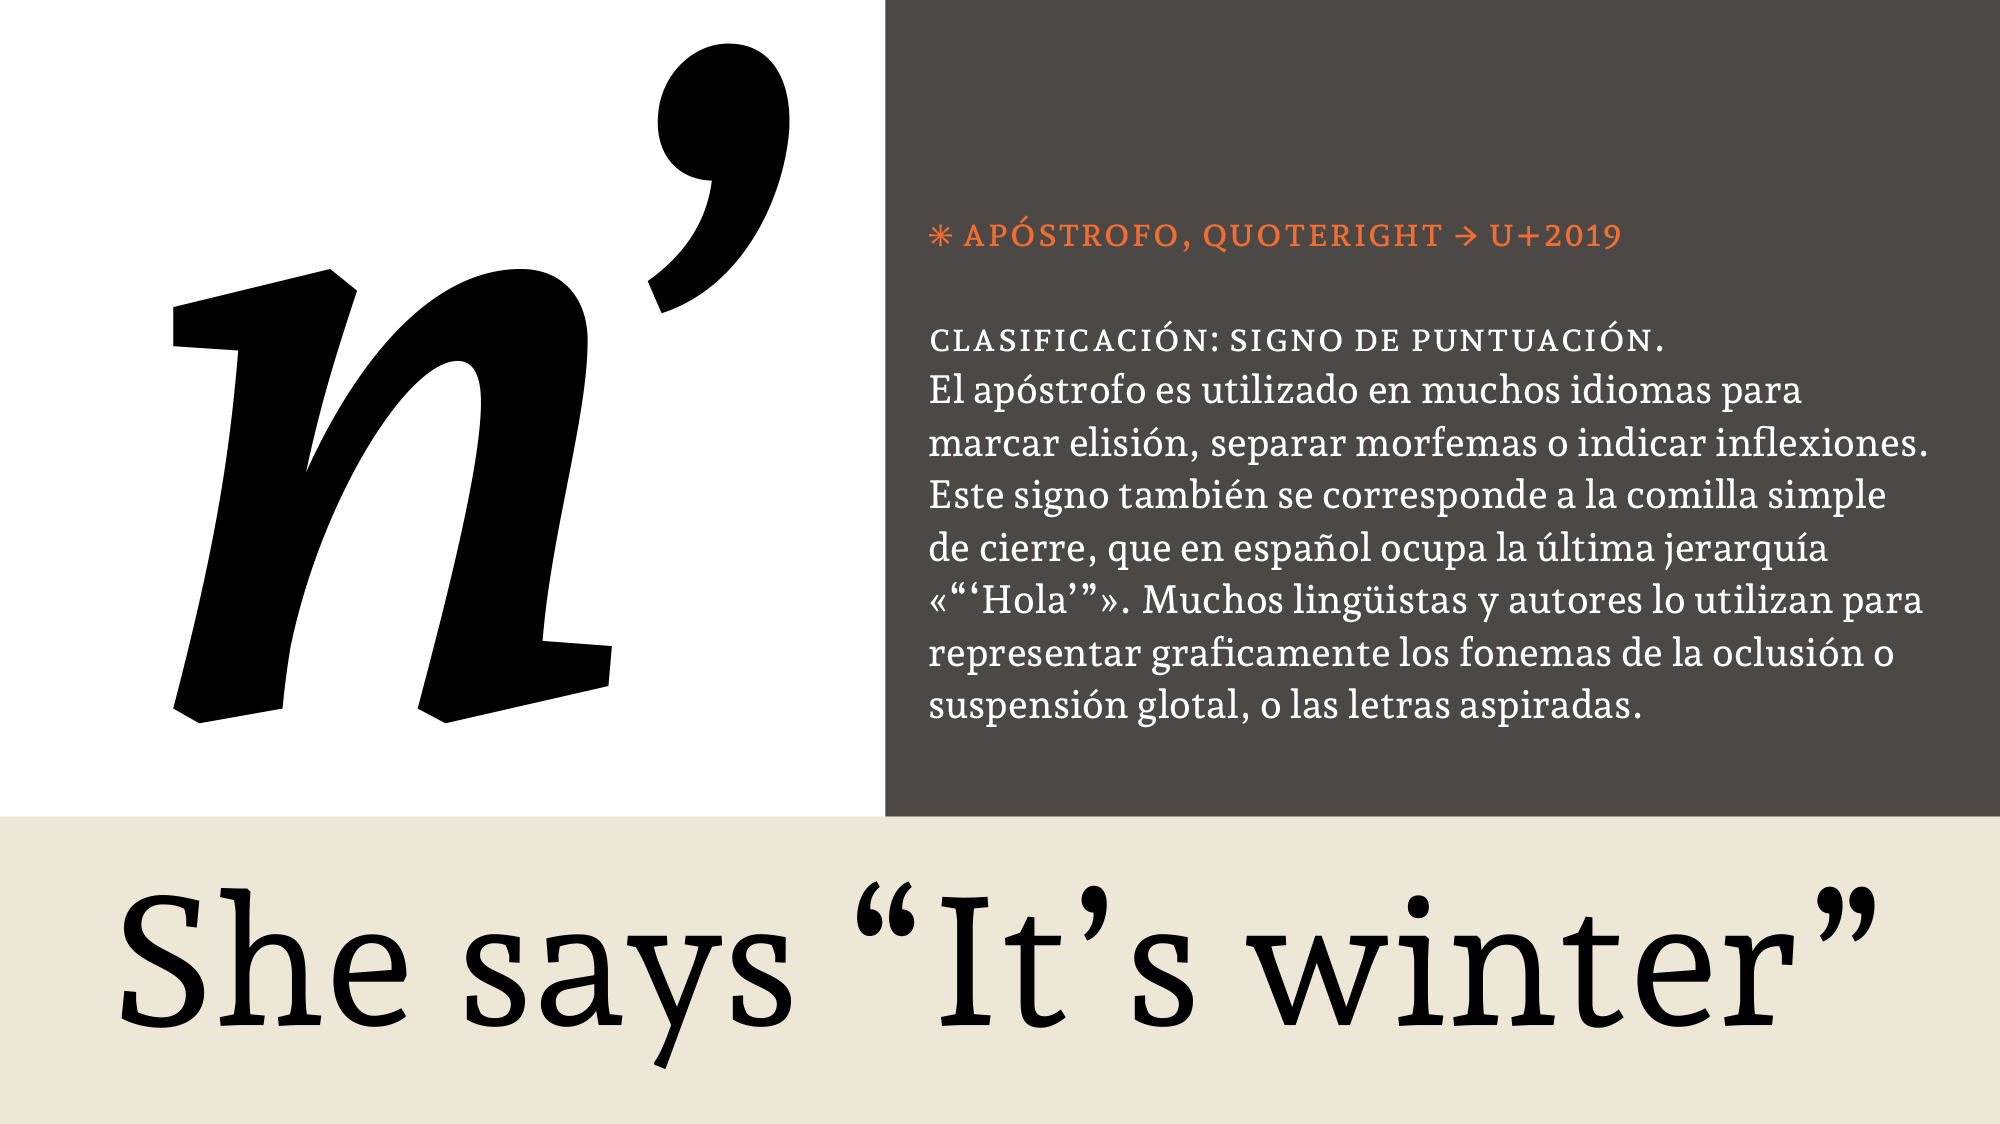 n’
✳ APÓSTROFO, QUOTERIGHT → U+2019
CLASIFICACIÓN: SIGNO DE PUNTUACIÓN.
El apóstrofo es utilizado en muchos idiomas para
marcar elisión, separar morfemas o indicar inflexiones.
Este signo también se corresponde a la comilla simple
de cierre, que en español ocupa la última jerarquía
«“‘Hola’”». Muchos lingüistas y autores lo utilizan para
representar graficamente los fonemas de la oclusión o
suspensión glotal, o las letras aspiradas.
She says “It’s winter”